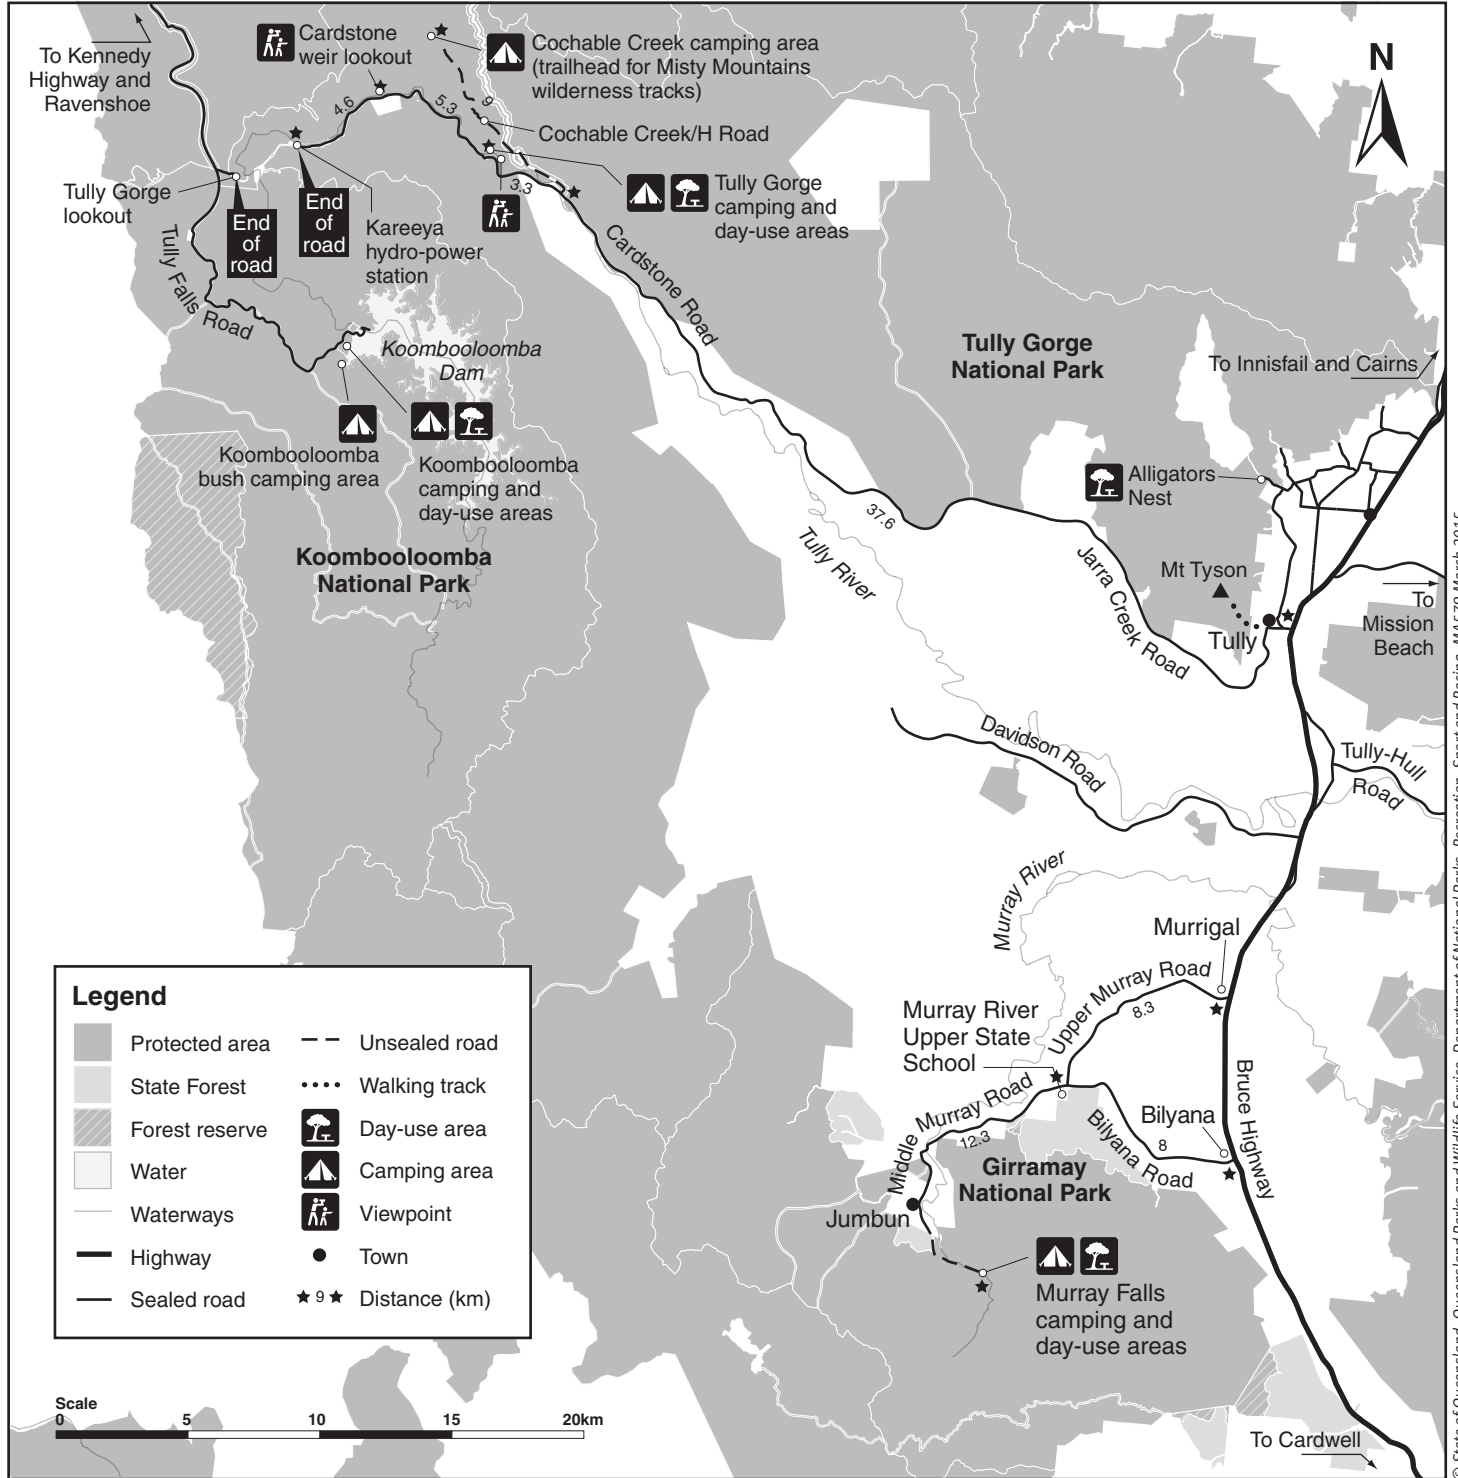 To Kennedy
Highway and
Ravenshoe
Cardstone
weir lookout
Cochable Creek camping area
(trailhead for Misty Mountains
wilderness tracks)
N
4.6
5.3
9
Cochable Creek/H Road
Tully Gorge
lookout
End
of
road
End
of
road
Kareeya
hydro-power
station
3.3
Tully Gorge
camping and
day-use areas
Tully Falls Road
Cardstone Road
Koombooloomba
Dam
Tully Gorge
National Park
To Innisfail and Cairns
Koombooloomba
bush camping area
Koombooloomba
camping and
day-use areas
Alligators
Nest
37.6
Tully River
Koombooloomba
National Park
Jarra Creek Road
Mt Tyson
Tully
To
Mission
Beach
Davidson Road
Tully-Hull
Road
Murray River
Murrigal
Upper Murray Road
8.3
Murray River
Upper State
School
Middle Murray Road
12.3
Bilyana
8
Bilyana Road
Bruce Highway
Girramay
National Park
Jumbun
Murray Falls
camping and
day-use areas
To Cardwell
Legend
Protected area
State Forest
Forest reserve
Water
Waterways
Highway
Sealed road
Unsealed road
Walking track
Day-use area
Camping area
Viewpoint
Town
9
Distance (km)
Scale
0 5 10 15 20km